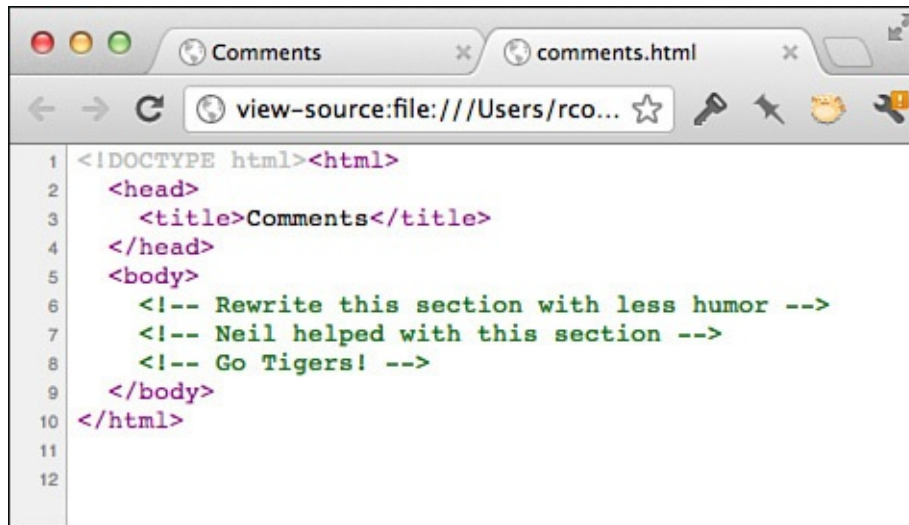 Comments
comments.html
view-source:file:///Users/rco...
1 <!DOCTYPE html><html>
2   <head>
3     <title>Comments</title>
4   </head>
5   <body>
6     <!-- Rewrite this section with less humor -->
7     <!-- Neil helped with this section -->
8     <!-- Go Tigers! -->
9   </body>
10 </html>
11
12